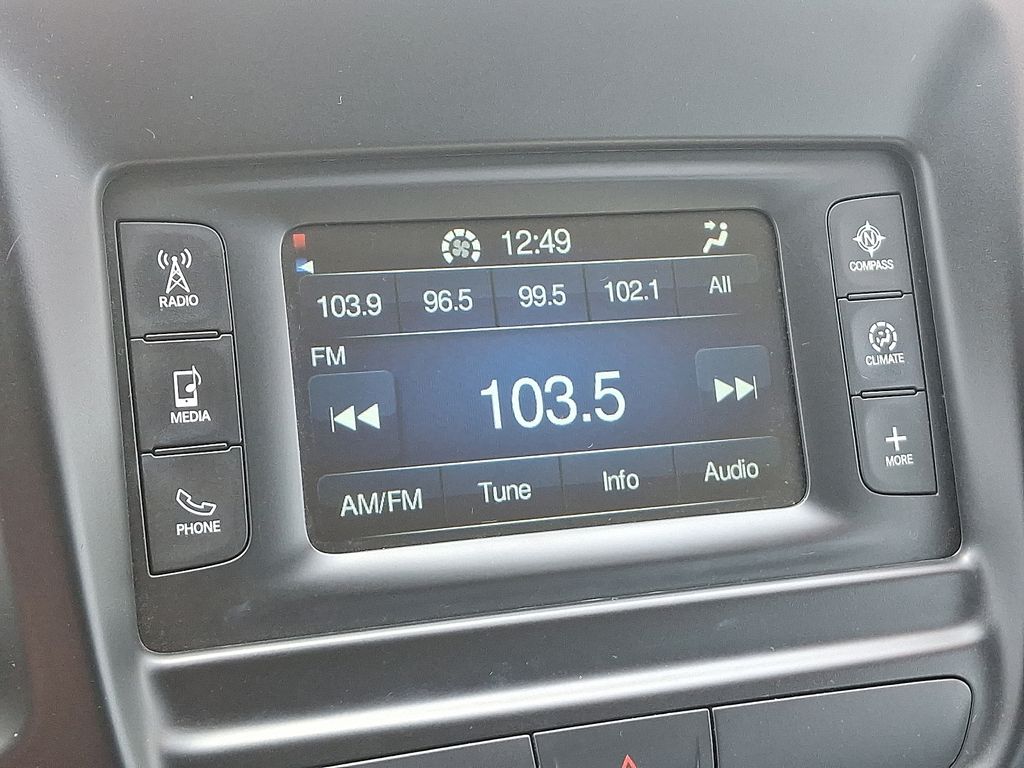 12:49
103.9 96.5 99.5 102.1 All
FM
103.5
AM/FM Tune Info Audio
RADIO
MEDIA
PHONE
N
COMPASS
CLIMATE
MORE